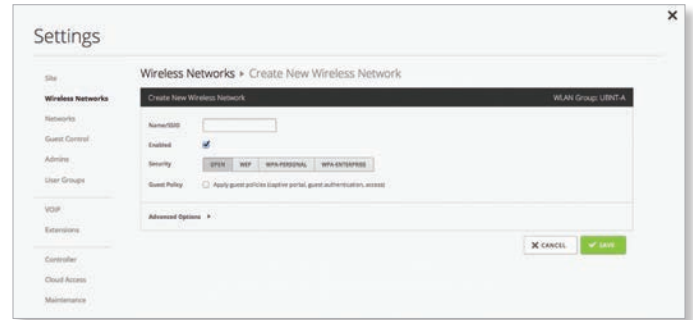 Settings
Site
Wireless Networks
Networks
Guest Control
Admins
User Groups
VOIP
Extensions
Controller
Cloud Access
Maintenance
Wireless Networks ▸ Create New Wireless Network
Create New Wireless Network WLAN Group: UBNT-A
Name/SSID
Enabled
Security OPEN WEP WPA-PERSONAL WPA-ENTERPRISE
Guest Policy Apply guest policies (captive portal, guest authentication, access)
Advanced Options ▸
CANCEL SAVE